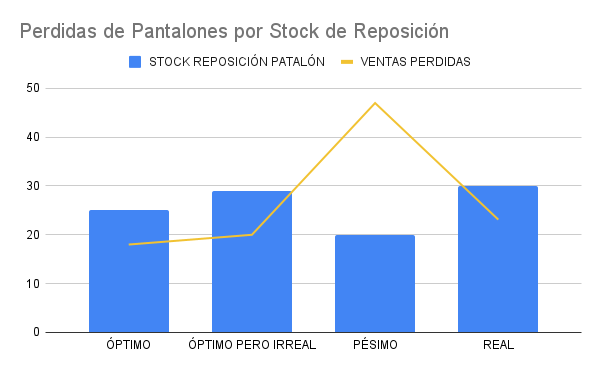 Perdidas de Pantalones por Stock de Reposición
STOCK REPOSICIÓN PATALÓN VENTAS PERDIDAS
50
40
30
20
10
0
ÓPTIMO ÓPTIMO PERO IRREAL PÉSIMO REAL